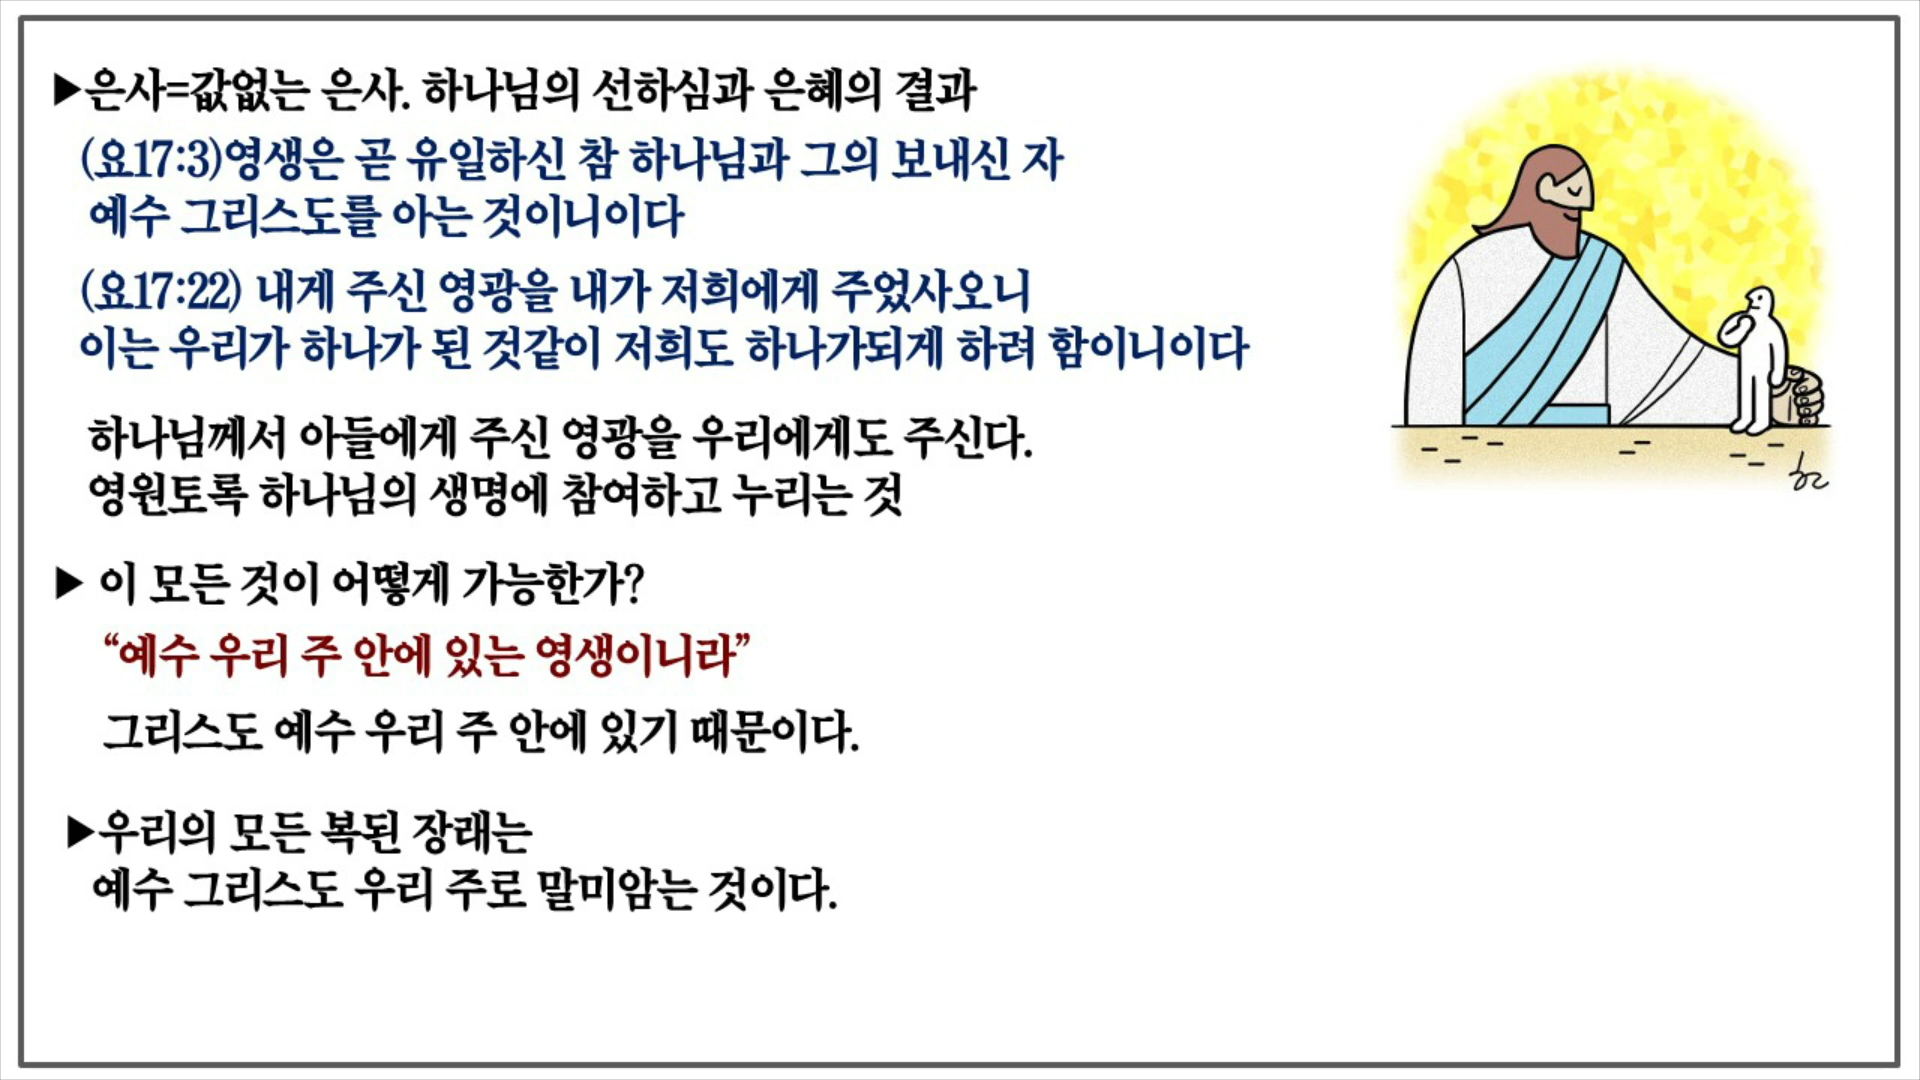 ▶은사=값없는 은사. 하나님의 선하심과 은혜의 결과
(요17:3)영생은 곧 유일하신 참 하나님과 그의 보내신 자
예수 그리스도를 아는 것이니이다
(요17:22) 내게 주신 영광을 내가 저희에게 주었사오니
이는 우리가 하나가 된 것같이 저희도 하나가되게 하려 함이니이다
하나님께서 아들에게 주신 영광을 우리에게도 주신다.
영원토록 하나님의 생명에 참여하고 누리는 것
▶ 이 모든 것이 어떻게 가능한가?
“예수 우리 주 안에 있는 영생이니라”
그리스도 예수 우리 주 안에 있기 때문이다.
▶우리의 모든 복된 장래는
예수 그리스도 우리 주로 말미암는 것이다.